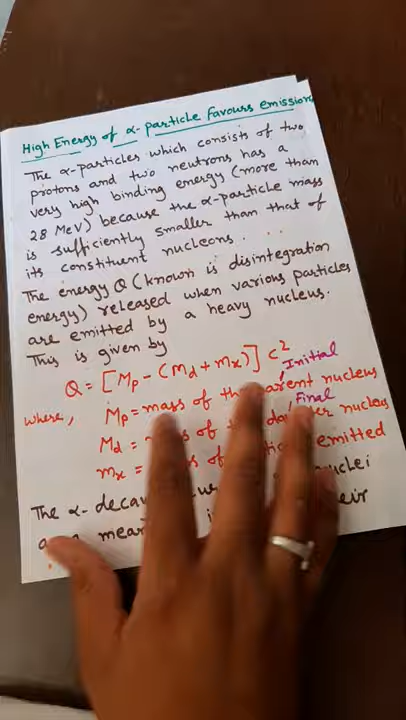 High Energy of α-particle Favours emission
The α-particles which consists of two
protons and two neutrons has a
very high binding energy (more than
28 MeV) because the α-particle mass
is sufficiently smaller than that of
its constituent nucleons.
The energy Q (known is disintegration
energy) released when various particles
are emitted by a heavy nucleus.
This is given by
Q = [Mp - (Md + mx)] c²
Initial
where, Mp = mass of the parent nucleus
Final
Md = of nucleu
mx = emitted
The α- nuclei